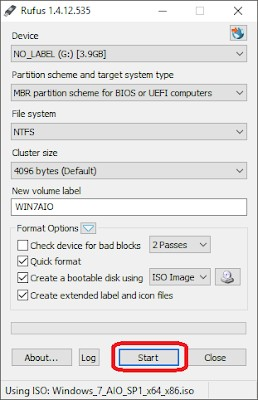 Rufus 1.4.12.535
Device
NO_LABEL (G:) [3.9GB]
Partition scheme and target system type
MBR partition scheme for BIOS or UEFI computers
File system
NTFS
Cluster size
4096 bytes (Default)
New volume label
WIN7AIO
Format Options
Check device for bad blocks 2 Passes
Quick format
Create a bootable disk using ISO Image
Create extended label and icon files
About... Log Start Close
Using ISO: Windows_7_AIO_SP1_x64_x86.iso